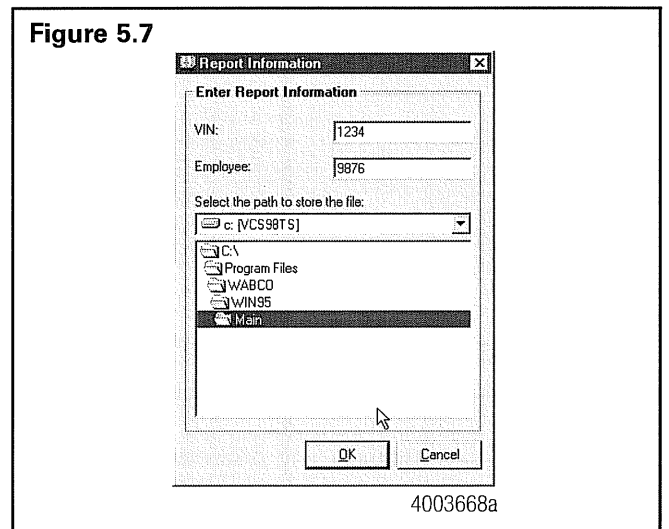 Figure 5.7
Report Information
Enter Report Information
VIN: 1234
Employee: 9876
Select the path to store the file:
c: [VCS98TS]
C:\
Program Files
WABCO
WIN95
Main
OK Cancel
4003668a